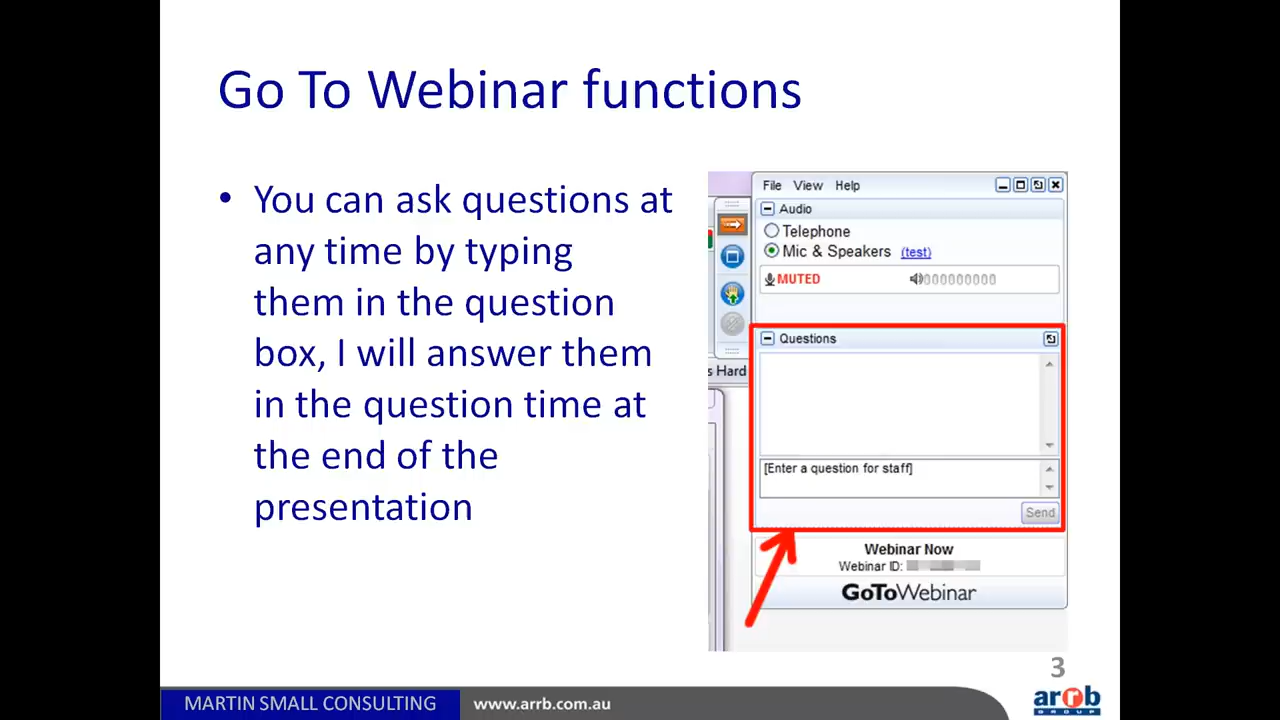 Go To Webinar functions
• You can ask questions at
any time by typing
them in the question
box, I will answer them
in the question time at
the end of the
presentation
File View Help
Audio
Telephone
Mic & Speakers (test)
MUTED 000000000
Questions
s Hard
[Enter a question for staff]
Send
Webinar Now
Webinar ID:
GoToWebinar
3
MARTIN SMALL CONSULTING www.arrb.com.au
arrb
GROUP